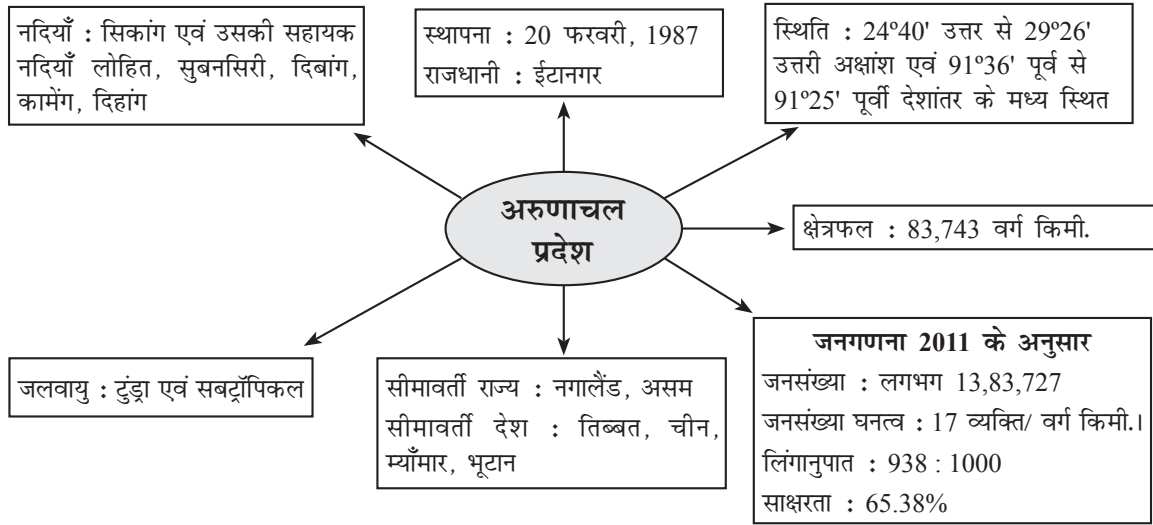 नदियाँ : सिकांग एवं उसकी सहायक
नदियाँ लोहित, सुबनसिरी, दिबांग,
कामेंग, दिहांग
स्थापना : 20 फरवरी, 1987
राजधानी : ईटानगर
स्थिति : 24º40' उत्तर से 29º26'
उत्तरी अक्षांश एवं 91º36' पूर्व से
91º25' पूर्वी देशांतर के मध्य स्थित
अरुणाचल
प्रदेश
क्षेत्रफल : 83,743 वर्ग किमी.
जलवायु : टुंड्रा एवं सबट्रॉपिकल
सीमावर्ती राज्य : नगालैंड, असम
सीमावर्ती देश : तिब्बत, चीन,
म्याँमार, भूटान
जनगणना 2011 के अनुसार
जनसंख्या : लगभग 13,83,727
जनसंख्या घनत्व : 17 व्यक्ति/ वर्ग किमी.।
लिंगानुपात : 938 : 1000
साक्षरता : 65.38%